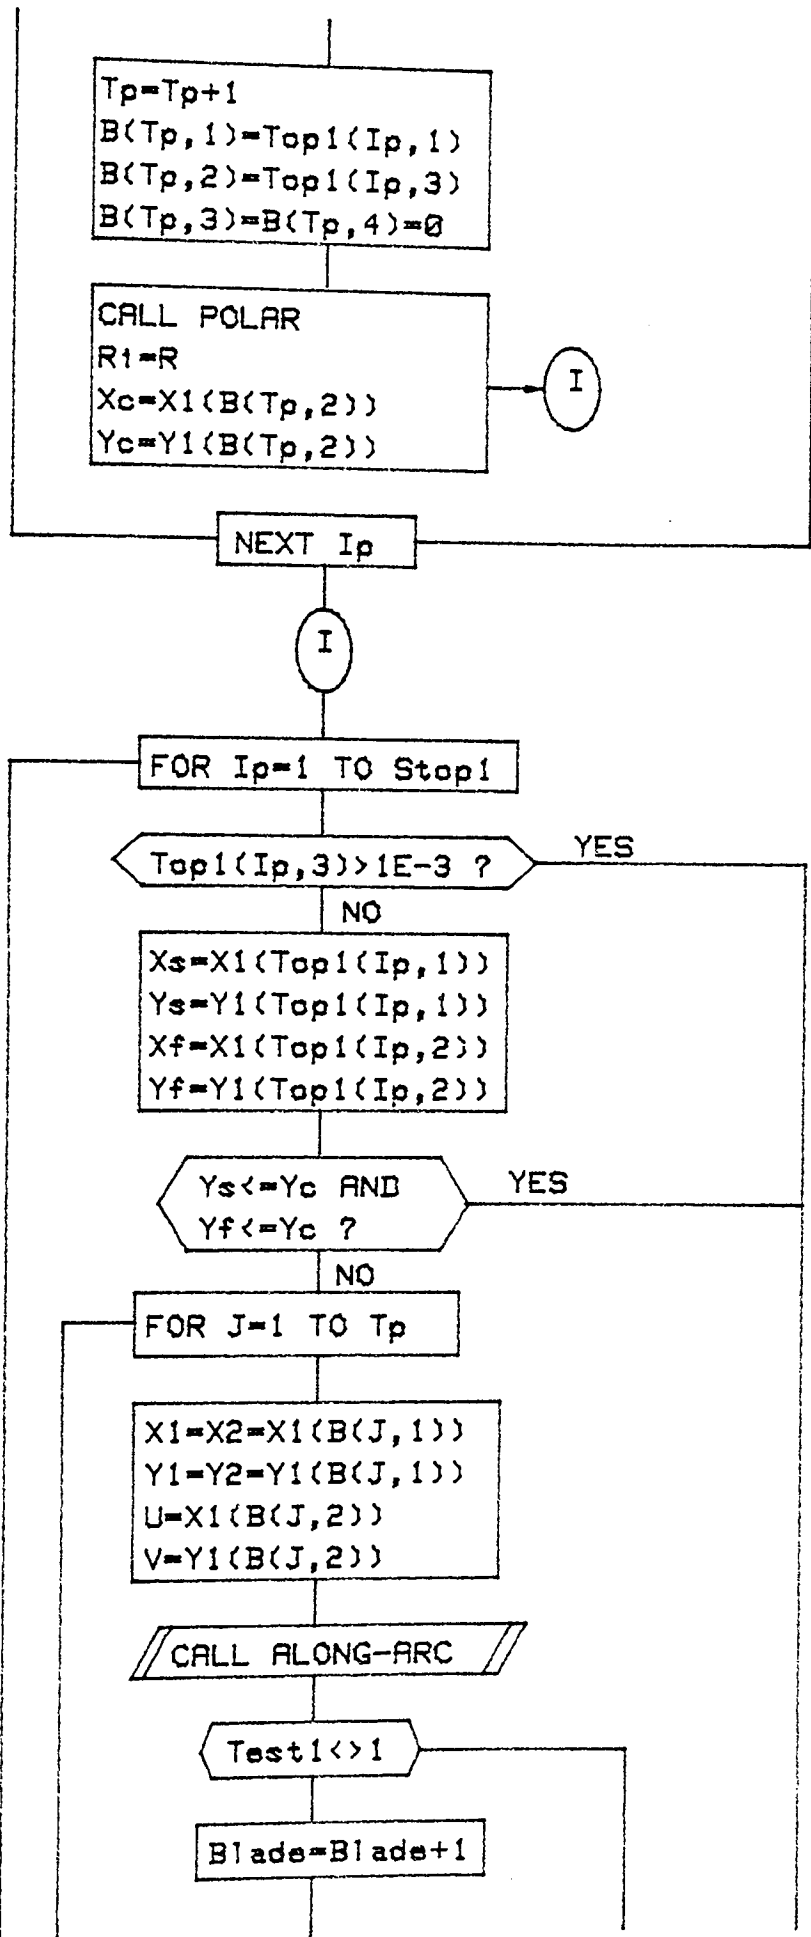 Tp=Tp+1
B(Tp,1)=Top1(Ip,1)
B(Tp,2)=Top1(Ip,3)
B(Tp,3)=B(Tp,4)=0
CALL POLAR
R1=R
Xc=X1(B(Tp,2))
Yc=Y1(B(Tp,2))
I
NEXT Ip
I
FOR Ip=1 TO Stop1
Top1(Ip,3)>1E-3 ?
YES
NO
Xs=X1(Top1(Ip,1))
Ys=Y1(Top1(Ip,1))
Xf=X1(Top1(Ip,2))
Yf=Y1(Top1(Ip,2))
Ys<=Yc AND
YES
Yf<=Yc ?
NO
FOR J=1 TO Tp
X1=X2=X1(B(J,1))
Y1=Y2=Y1(B(J,1))
U=X1(B(J,2))
V=Y1(B(J,2))
CALL ALONG-ARC
Test1<>1
Blade=Blade+1